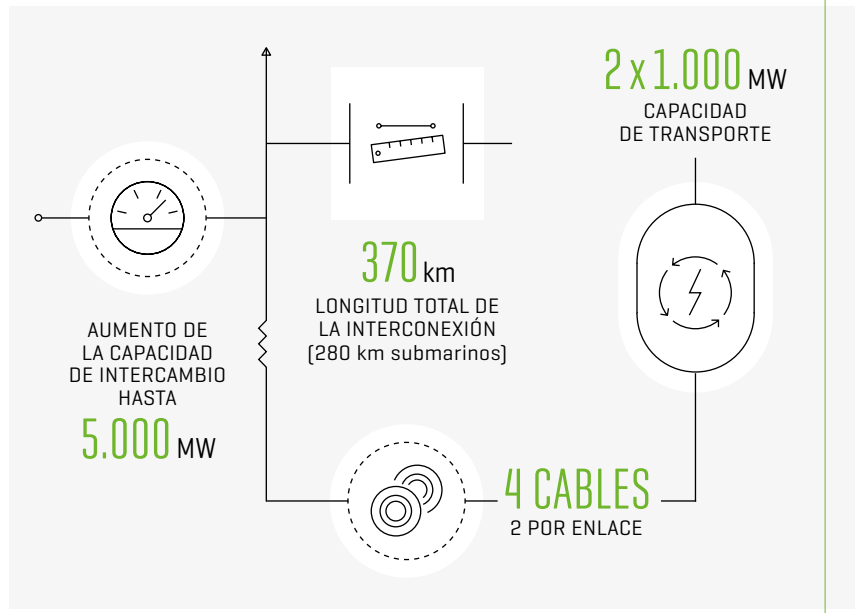 2 x 1.000 MW
CAPACIDAD
DE TRANSPORTE
370 km
LONGITUD TOTAL DE
LA INTERCONEXIÓN
(280 km submarinos)
AUMENTO DE
LA CAPACIDAD
DE INTERCAMBIO
HASTA
5.000 MW
4 CABLES
2 POR ENLACE